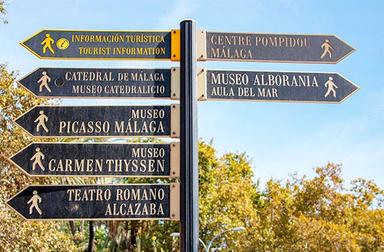 INFORMACIÓN TURÍSTICA
TOURIST INFORMATION
CATEDRAL DE MÁLAGA
MUSEO CATEDRALICIO
MUSEO
PICASSO MÁLAGA
MUSEO
CARMEN THYSSEN
TEATRO ROMANO
ALCAZABA
CENTRE POMPIDOU
MÁLAGA
MUSEO ALBORANIA
AULA DEL MAR